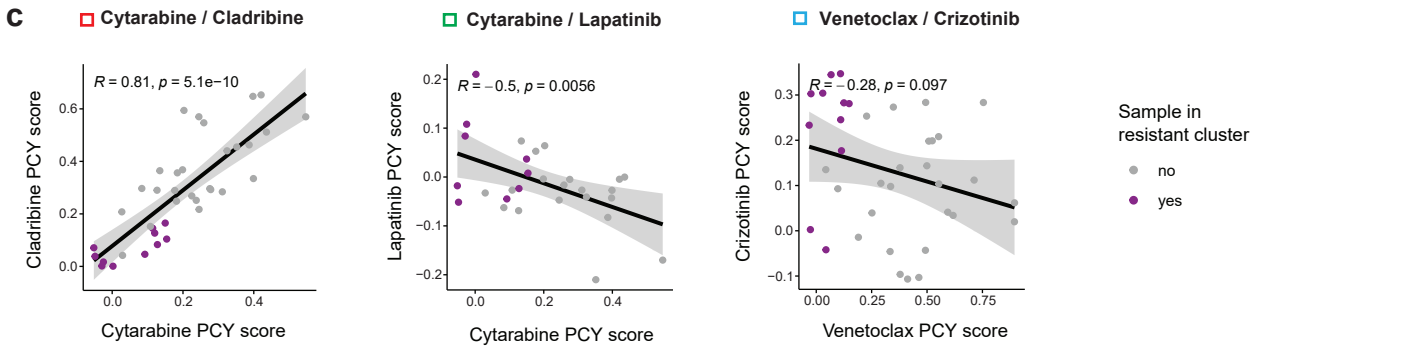 c
Cytarabine / Cladribine
Cytarabine / Lapatinib
Venetoclax / Crizotinib
R = 0.81, p = 5.1e−10
Cladribine PCY score
0.6
0.4
0.2
0.0
0.0 0.2 0.4
Cytarabine PCY score
R = −0.5, p = 0.0056
Lapatinib PCY score
0.2
0.1
0.0
−0.1
−0.2
0.0 0.2 0.4
Cytarabine PCY score
R = −0.28, p = 0.097
Crizotinib PCY score
0.3
0.2
0.1
0.0
−0.1
0.00 0.25 0.50 0.75
Venetoclax PCY score
Sample in
resistant cluster
no
yes